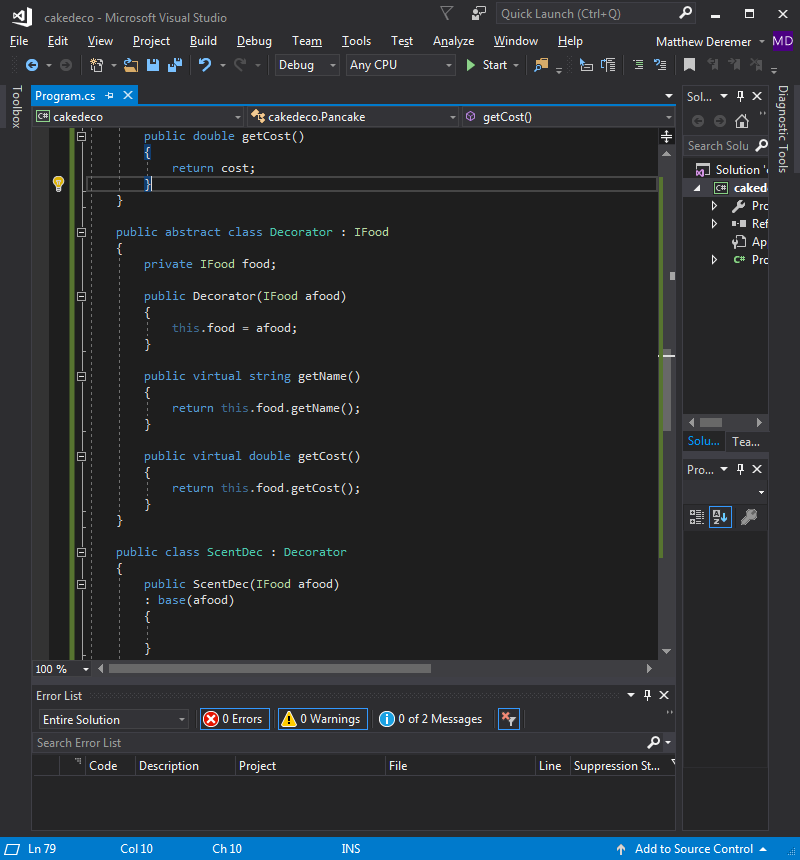 cakedeco - Microsoft Visual Studio
Quick Launch (Ctrl+Q)
File Edit View Project Build Debug Team Tools Test Analyze Window Help Matthew Deremer MD
Debug Any CPU Start
Toolbox
Program.cs
cakedeco cakedeco.Pancake getCost()
public double getCost()
{
return cost;
}
}
public abstract class Decorator : IFood
{
private IFood food;
public Decorator(IFood afood)
{
this.food = afood;
}
public virtual string getName()
{
return this.food.getName();
}
public virtual double getCost()
{
return this.food.getCost();
}
}
public class ScentDec : Decorator
{
public ScentDec(IFood afood)
: base(afood)
{
}
100 %
Sol...
Search Solu
Solution '
C# caked
Pro
Ref
Ap
C# Pro
Solu... Tea...
Pro...
Diagnostic Tools
Error List
Entire Solution 0 Errors 0 Warnings 0 of 2 Messages
Search Error List
Code Description Project File Line Suppression St...
Ln 79 Col 10 Ch 10 INS Add to Source Control